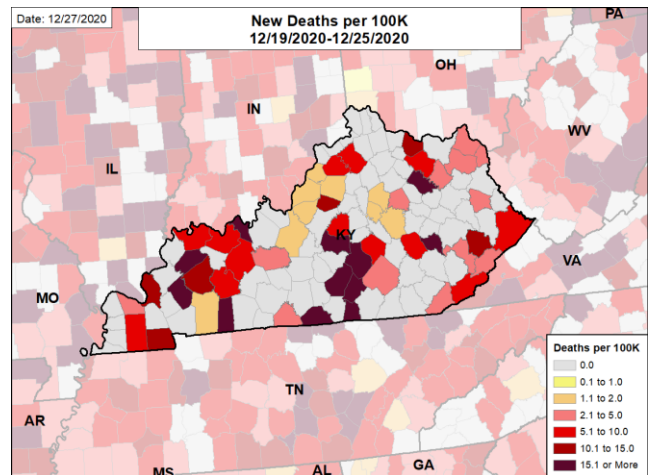 Date: 12/27/2020
New Deaths per 100K
12/19/2020-12/25/2020
PA
OH
IN
WV
IL
KY
VA
MO
TN
AR
MS
AL
GA
Deaths per 100K
0.0
0.1 to 1.0
1.1 to 2.0
2.1 to 5.0
5.1 to 10.0
10.1 to 15.0
15.1 or More